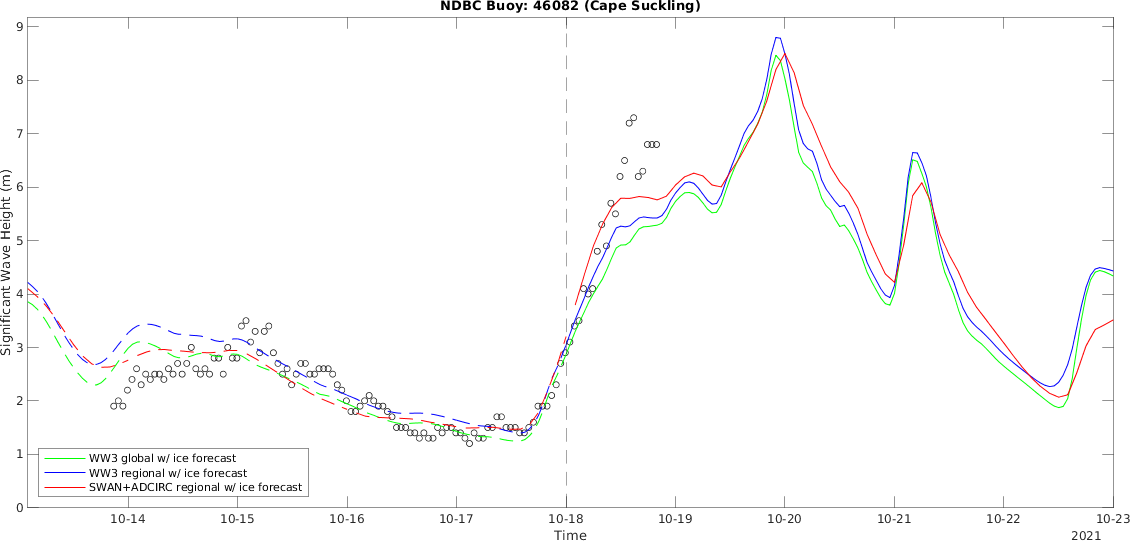 NDBC Buoy: 46082 (Cape Suckling)
9
8
7
6
5
4
3
2
1
0
Significant Wave Height (m)
WW3 global w/ ice forecast
WW3 regional w/ ice forecast
SWAN+ADCIRC regional w/ ice forecast
10-14 10-15 10-16 10-17 10-18 10-19 10-20 10-21 10-22 10-23
Time
2021